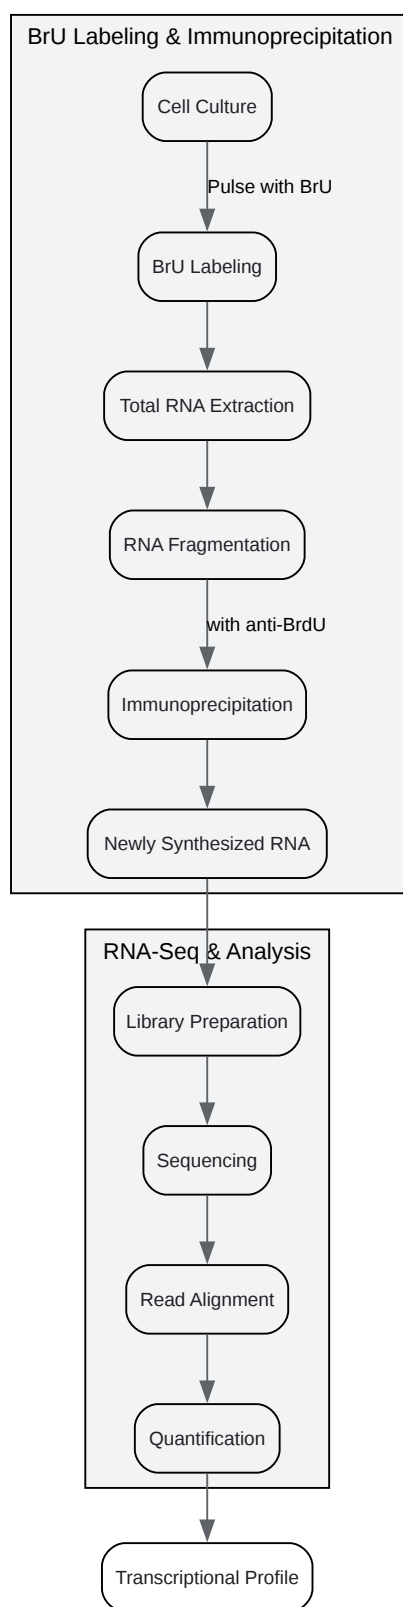 BrU Labeling & Immunoprecipitation
Cell Culture
Pulse with BrU
BrU Labeling
Total RNA Extraction
RNA Fragmentation
with anti-BrdU
Immunoprecipitation
Newly Synthesized RNA
RNA-Seq & Analysis
Library Preparation
Sequencing
Read Alignment
Quantification
Transcriptional Profile